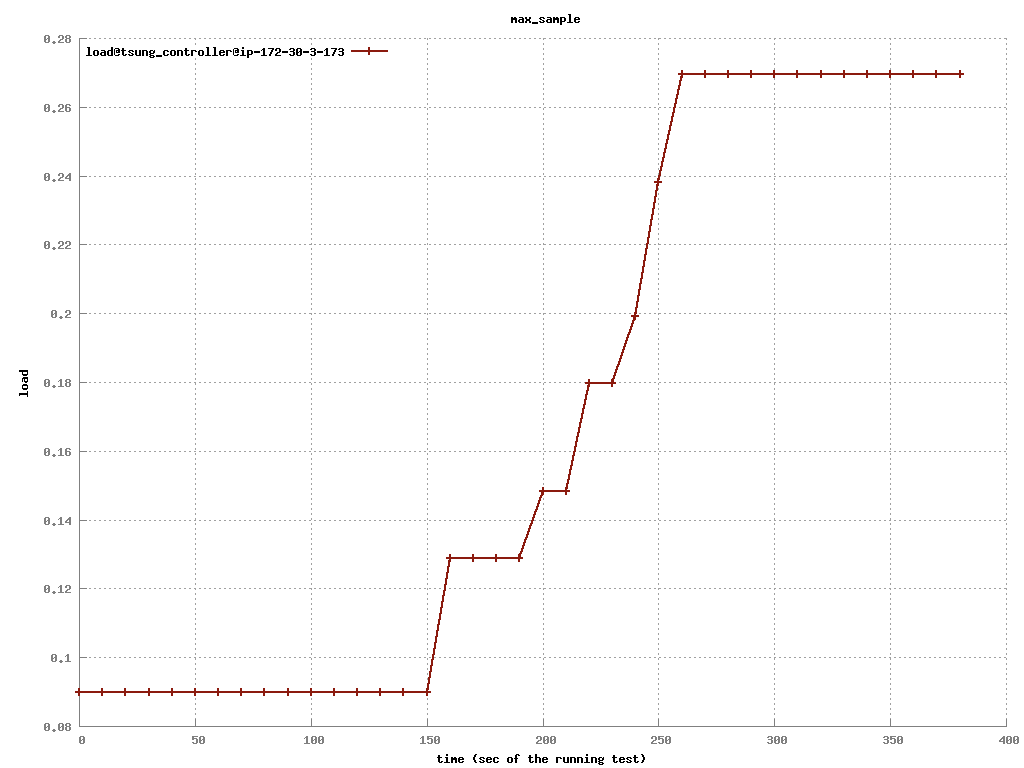 max_sample
load@tsung_controller@ip-172-30-3-173
0.28
0.26
0.24
0.22
0.2
0.18
0.16
0.14
0.12
0.1
0.08
load
0 50 100 150 200 250 300 350 400
time (sec of the running test)